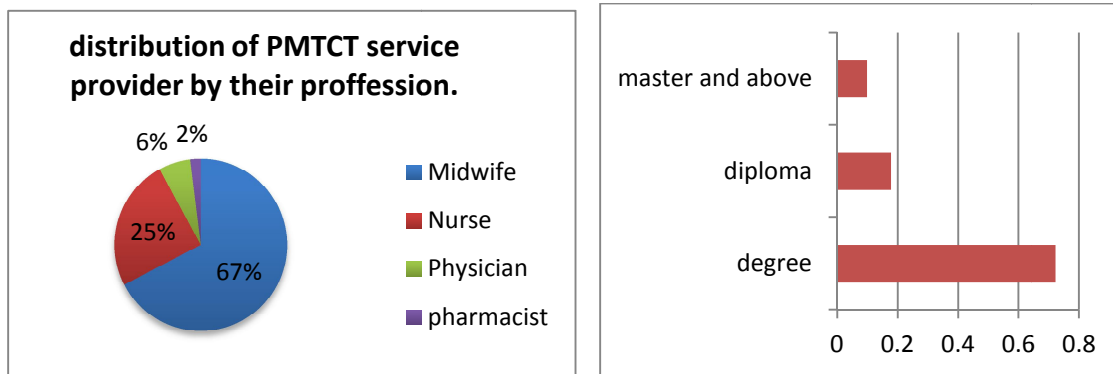 distribution of PMTCT service
provider by their proffession.
6%
2%
25%
67%
Midwife
Nurse
Physician
pharmacist
master and above
diploma
degree
0 0.2 0.4 0.6 0.8